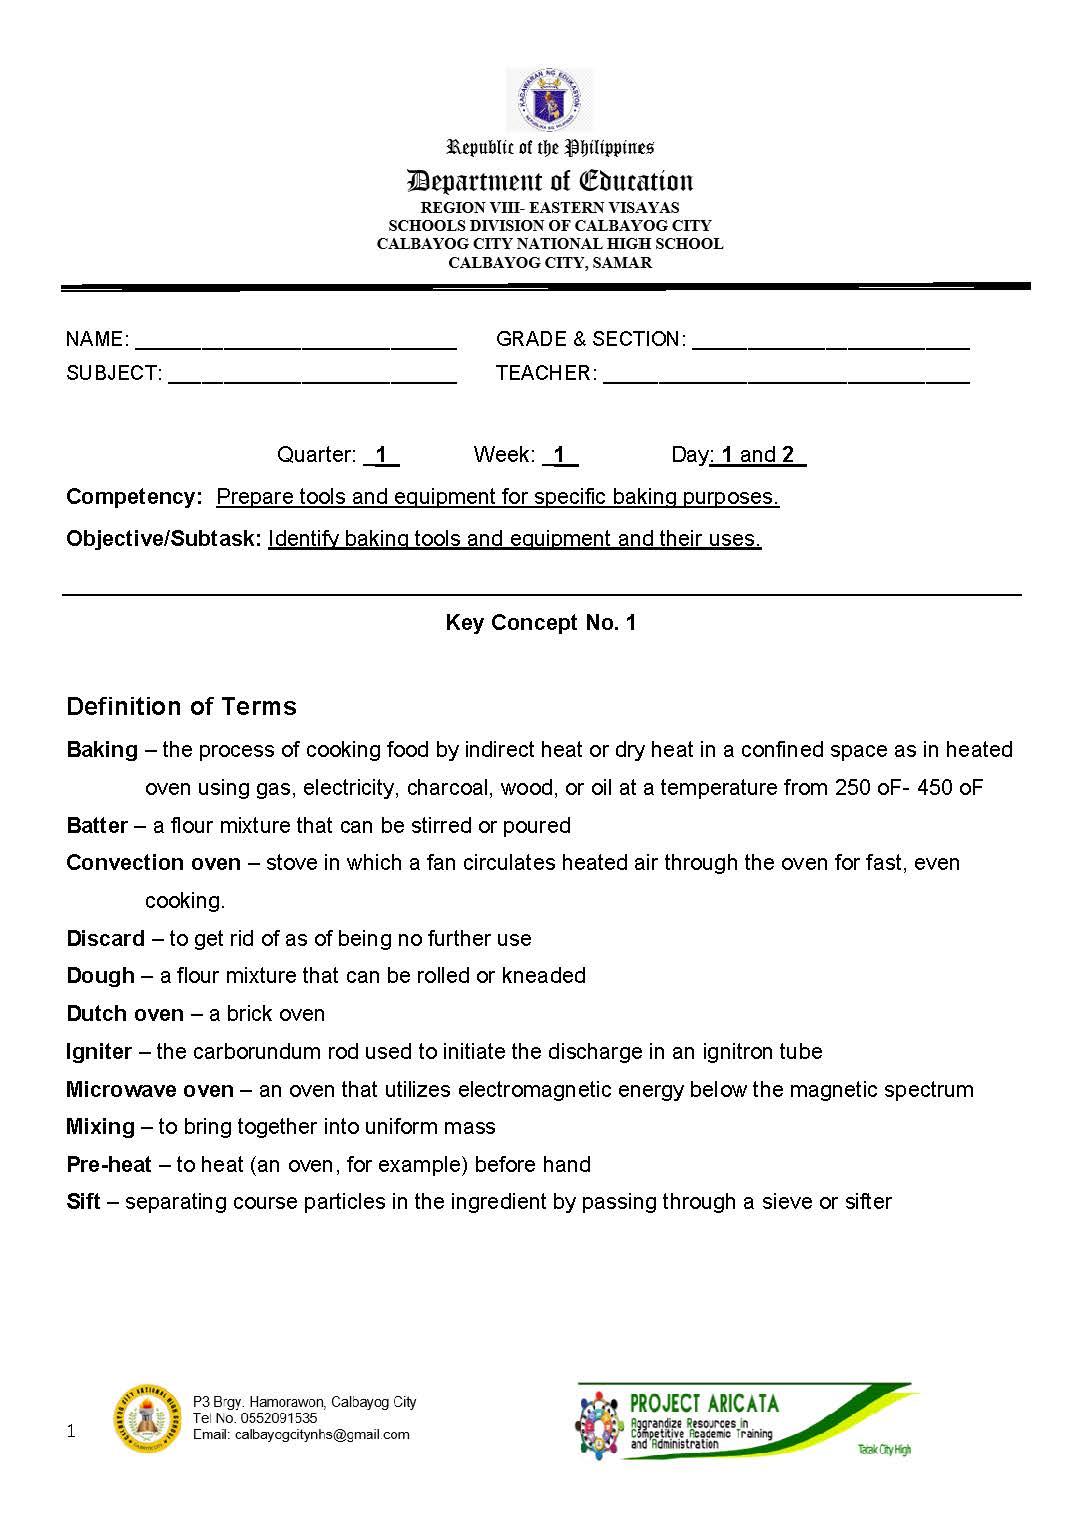 KAGAWARAN NG EDUKASYON
REPUBLIKA NG PILIPINAS
Republic of the Philippines
Department of Education
REGION VIII- EASTERN VISAYAS
SCHOOLS DIVISION OF CALBAYOG CITY
CALBAYOG CITY NATIONAL HIGH SCHOOL
CALBAYOG CITY, SAMAR
NAME: ____________________________ GRADE & SECTION: ________________________
SUBJECT: _________________________ TEACHER: ________________________________
Quarter: _1_ Week: _1_ Day: 1 and 2
Competency: Prepare tools and equipment for specific baking purposes.
Objective/Subtask: Identify baking tools and equipment and their uses.
Key Concept No. 1
Definition of Terms
Baking – the process of cooking food by indirect heat or dry heat in a confined space as in heated
oven using gas, electricity, charcoal, wood, or oil at a temperature from 250 oF- 450 oF
Batter – a flour mixture that can be stirred or poured
Convection oven – stove in which a fan circulates heated air through the oven for fast, even
cooking.
Discard – to get rid of as of being no further use
Dough – a flour mixture that can be rolled or kneaded
Dutch oven – a brick oven
Igniter – the carborundum rod used to initiate the discharge in an ignitron tube
Microwave oven – an oven that utilizes electromagnetic energy below the magnetic spectrum
Mixing – to bring together into uniform mass
Pre-heat – to heat (an oven, for example) before hand
Sift – separating course particles in the ingredient by passing through a sieve or sifter
1
CALBAYOG CITY NATIONAL HIGH SCHOOL
CALBAYOG CITY
P3 Brgy. Hamorawon, Calbayog City
Tel No. 0552091535
Email: calbayogcitynhs@gmail.com
PROJECT ARICATA
Aggrandize Resources in
Competitive Academic Training
and Administration
Tatak City High